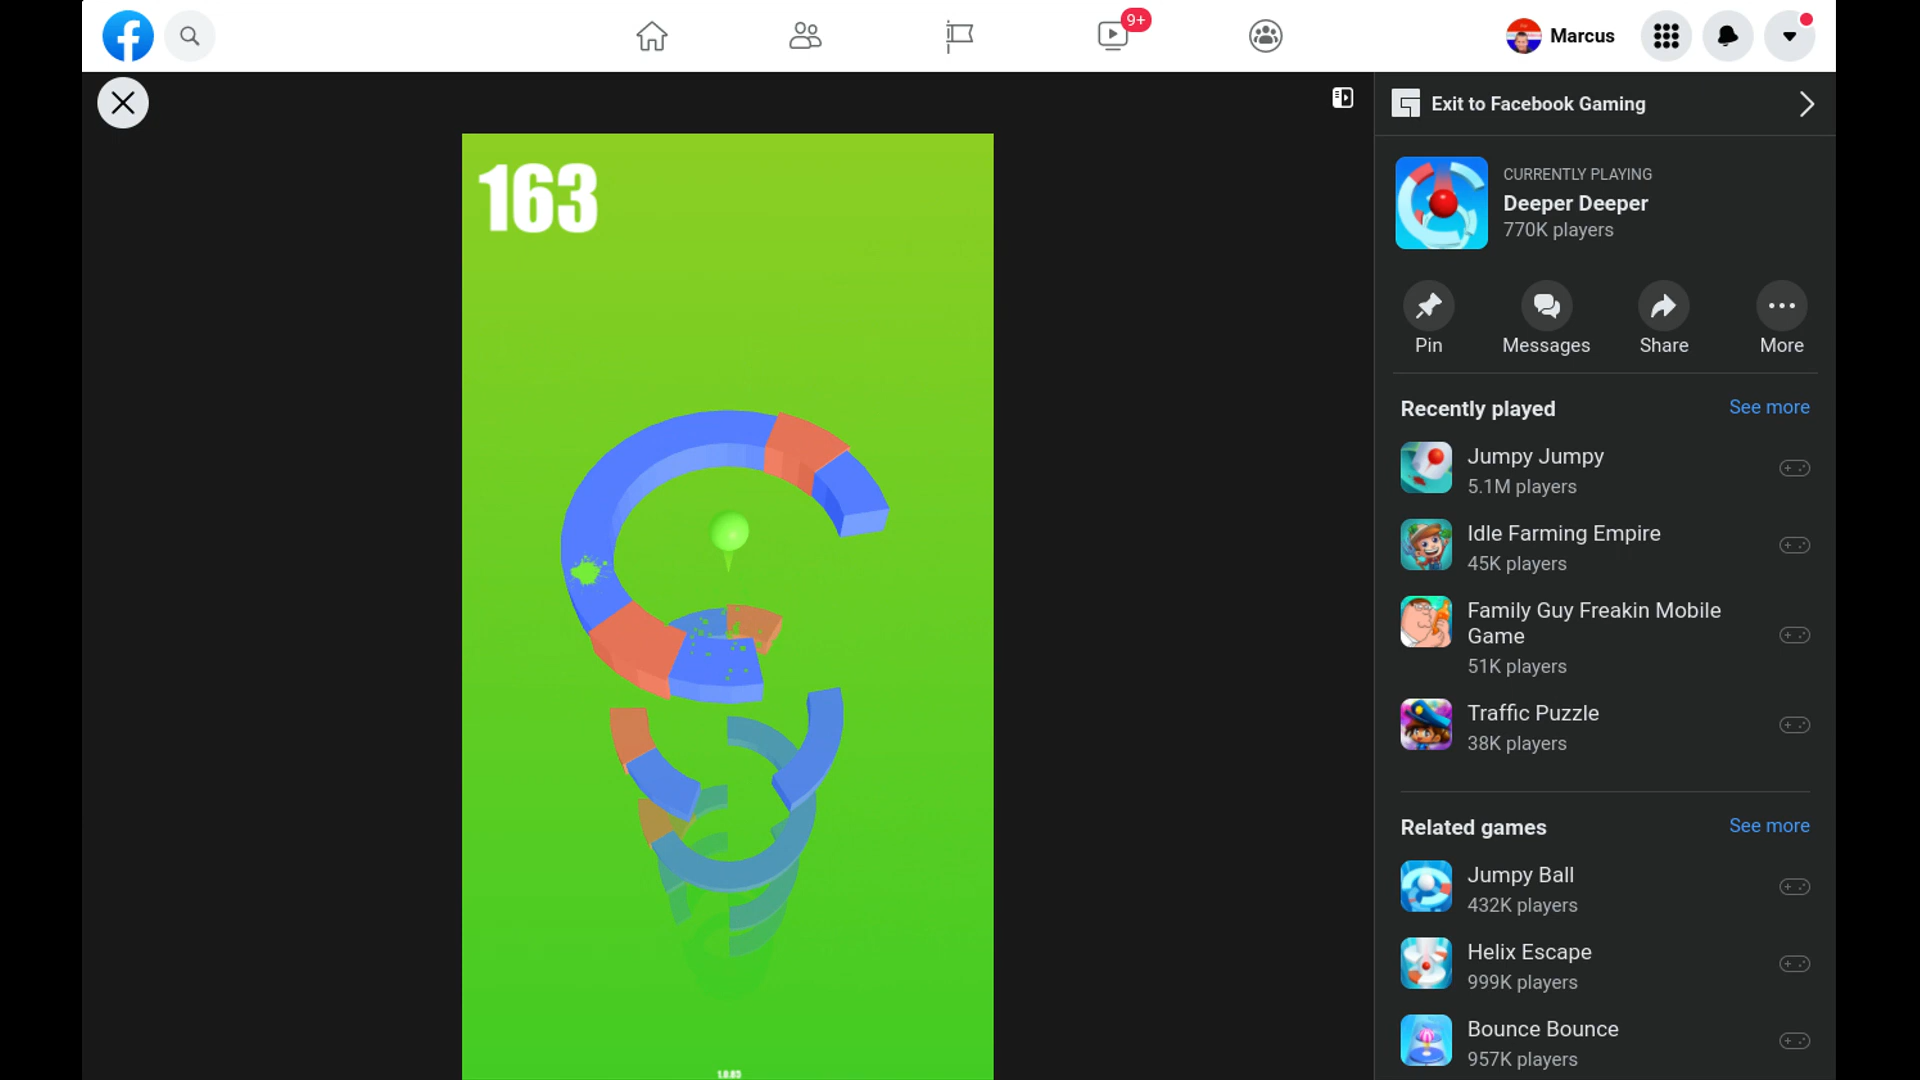 9+
Marcus
Exit to Facebook Gaming
163
CURRENTLY PLAYING
Deeper Deeper
770K players
Pin
Messages
Share
More
Recently played
See more
Jumpy Jumpy
5.1M players
Idle Farming Empire
45K players
Family Guy Freakin Mobile
Game
51K players
Traffic Puzzle
38K players
Related games
See more
Jumpy Ball
432K players
Helix Escape
999K players
Bounce Bounce
957K players
1.0.85